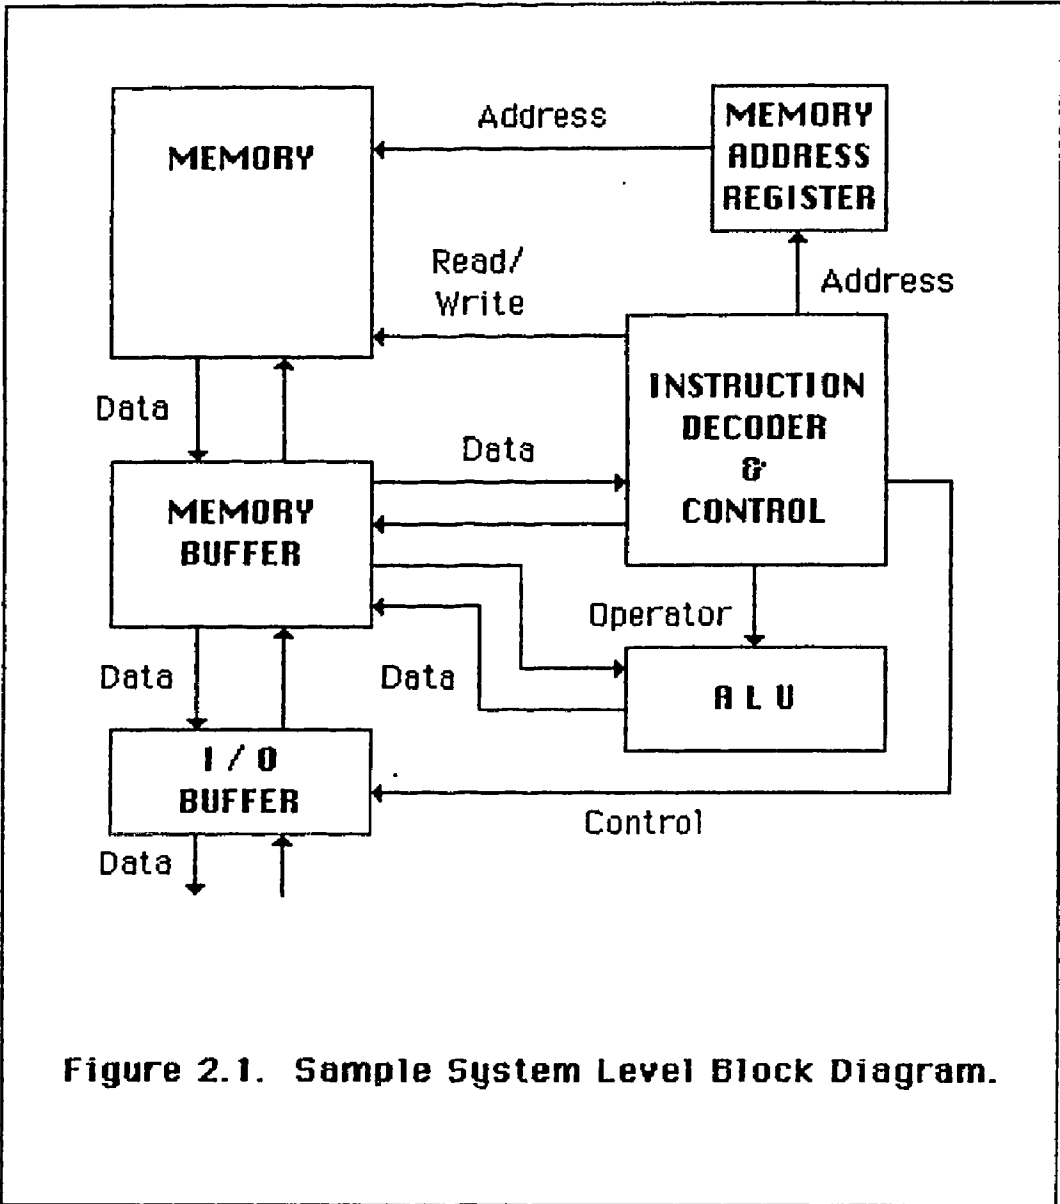 Address
MEMORY
MEMORY
ADDRESS
REGISTER
Read/
Write
Address
INSTRUCTION
DECODER
&
CONTROL
Data
Data
MEMORY
BUFFER
Operator
Data
Data
A L U
I / O
BUFFER
Control
Data
Figure 2.1. Sample System Level Block Diagram.